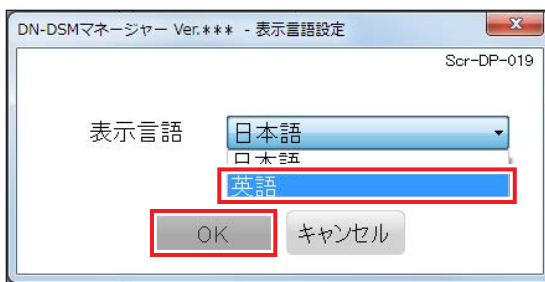 DN-DSMマネージャー Ver.*** - 表示言語設定
Scr-DP-019
表示言語 日本語
日本語
英語
OK キャンセル